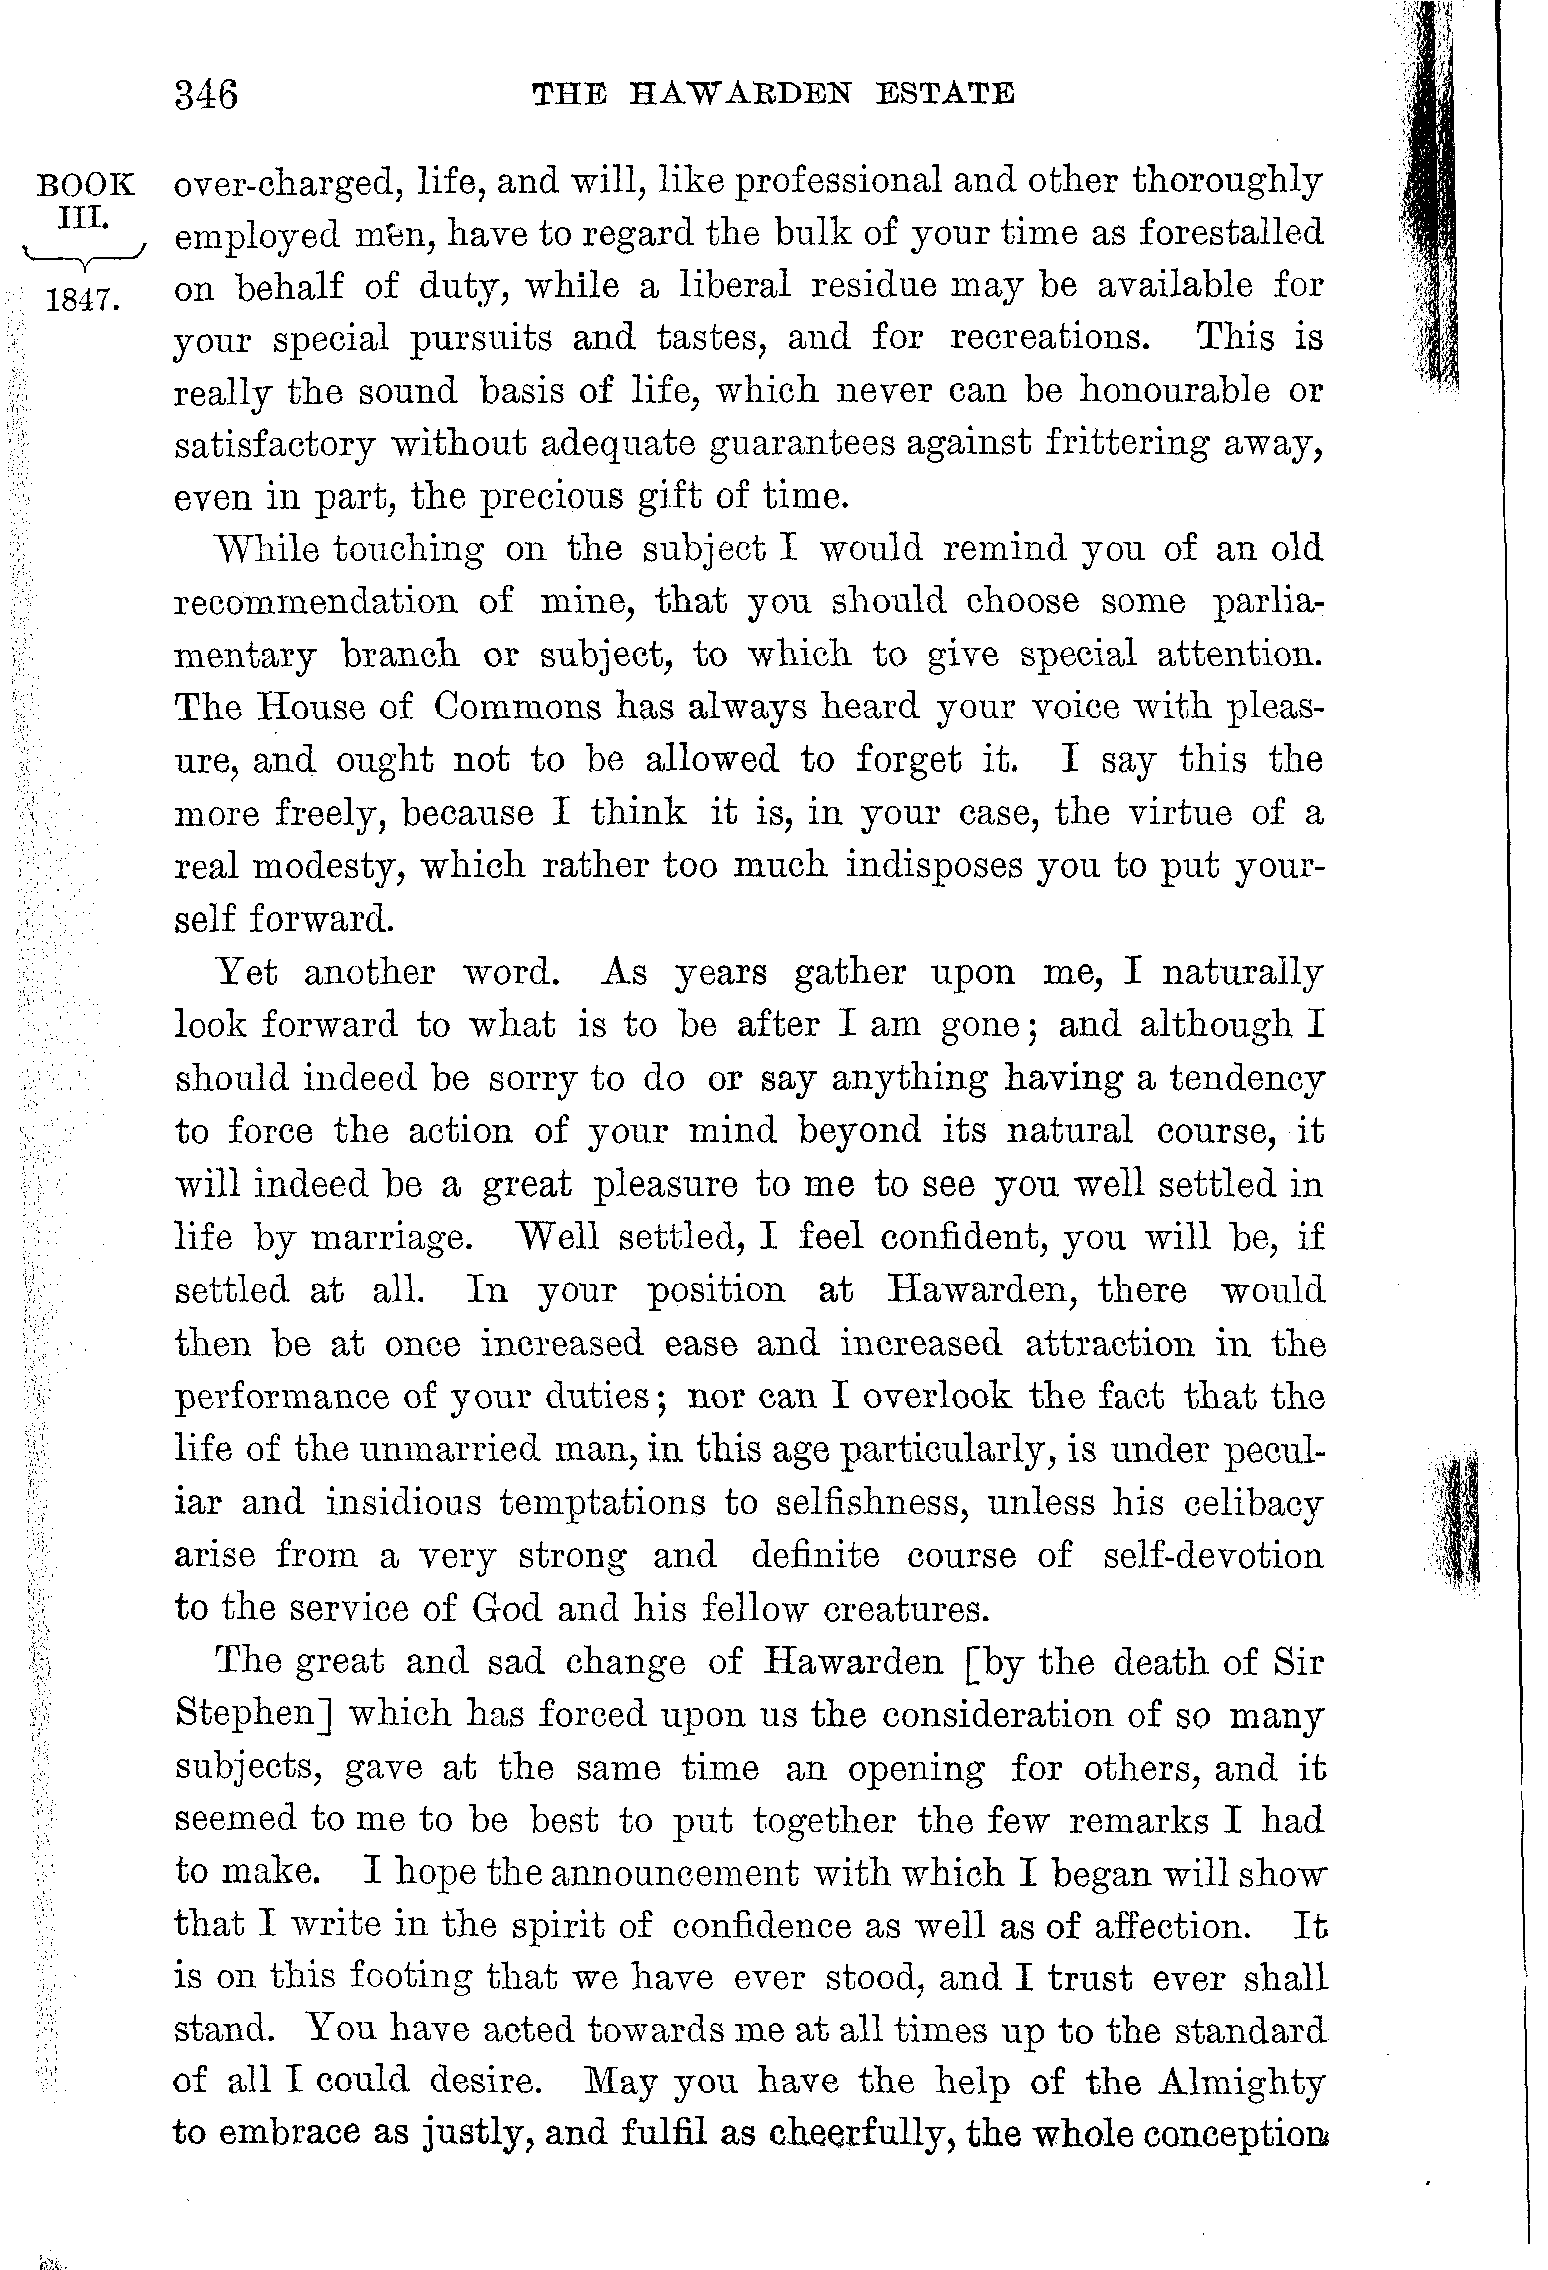 346 THE HAWARDEN ESTATE
BOOK
III.
1847.
over-charged, life, and will, like professional and other thoroughly
employed men, have to regard the bulk of your time as forestalled
on behalf of duty, while a liberal residue may be available for
your special pursuits and tastes, and for recreations. This is
really the sound basis of life, which never can be honourable or
satisfactory without adequate guarantees against frittering away,
even in part, the precious gift of time.
While touching on the subject I would remind you of an old
recommendation of mine, that you should choose some parlia-
mentary branch or subject, to which to give special attention.
The House of Commons has always heard your voice with pleas-
ure, and ought not to be allowed to forget it. I say this the
more freely, because I think it is, in your case, the virtue of a
real modesty, which rather too much indisposes you to put your-
self forward.
Yet another word. As years gather upon me, I naturally
look forward to what is to be after I am gone; and although I
should indeed be sorry to do or say anything having a tendency
to force the action of your mind beyond its natural course, it
will indeed be a great pleasure to me to see you well settled in
life by marriage. Well settled, I feel confident, you will be, if
settled at all. In your position at Hawarden, there would
then be at once increased ease and increased attraction in the
performance of your duties; nor can I overlook the fact that the
life of the unmarried man, in this age particularly, is under pecul-
iar and insidious temptations to selfishness, unless his celibacy
arise from a very strong and definite course of self-devotion
to the service of God and his fellow creatures.
The great and sad change of Hawarden [by the death of Sir
Stephen] which has forced upon us the consideration of so many
subjects, gave at the same time an opening for others, and it
seemed to me to be best to put together the few remarks I had
to make. I hope the announcement with which I began will show
that I write in the spirit of confidence as well as of affection. It
is on this footing that we have ever stood, and I trust ever shall
stand. You have acted towards me at all times up to the standard
of all I could desire. May you have the help of the Almighty
to embrace as justly, and fulfil as cheerfully, the whole conception